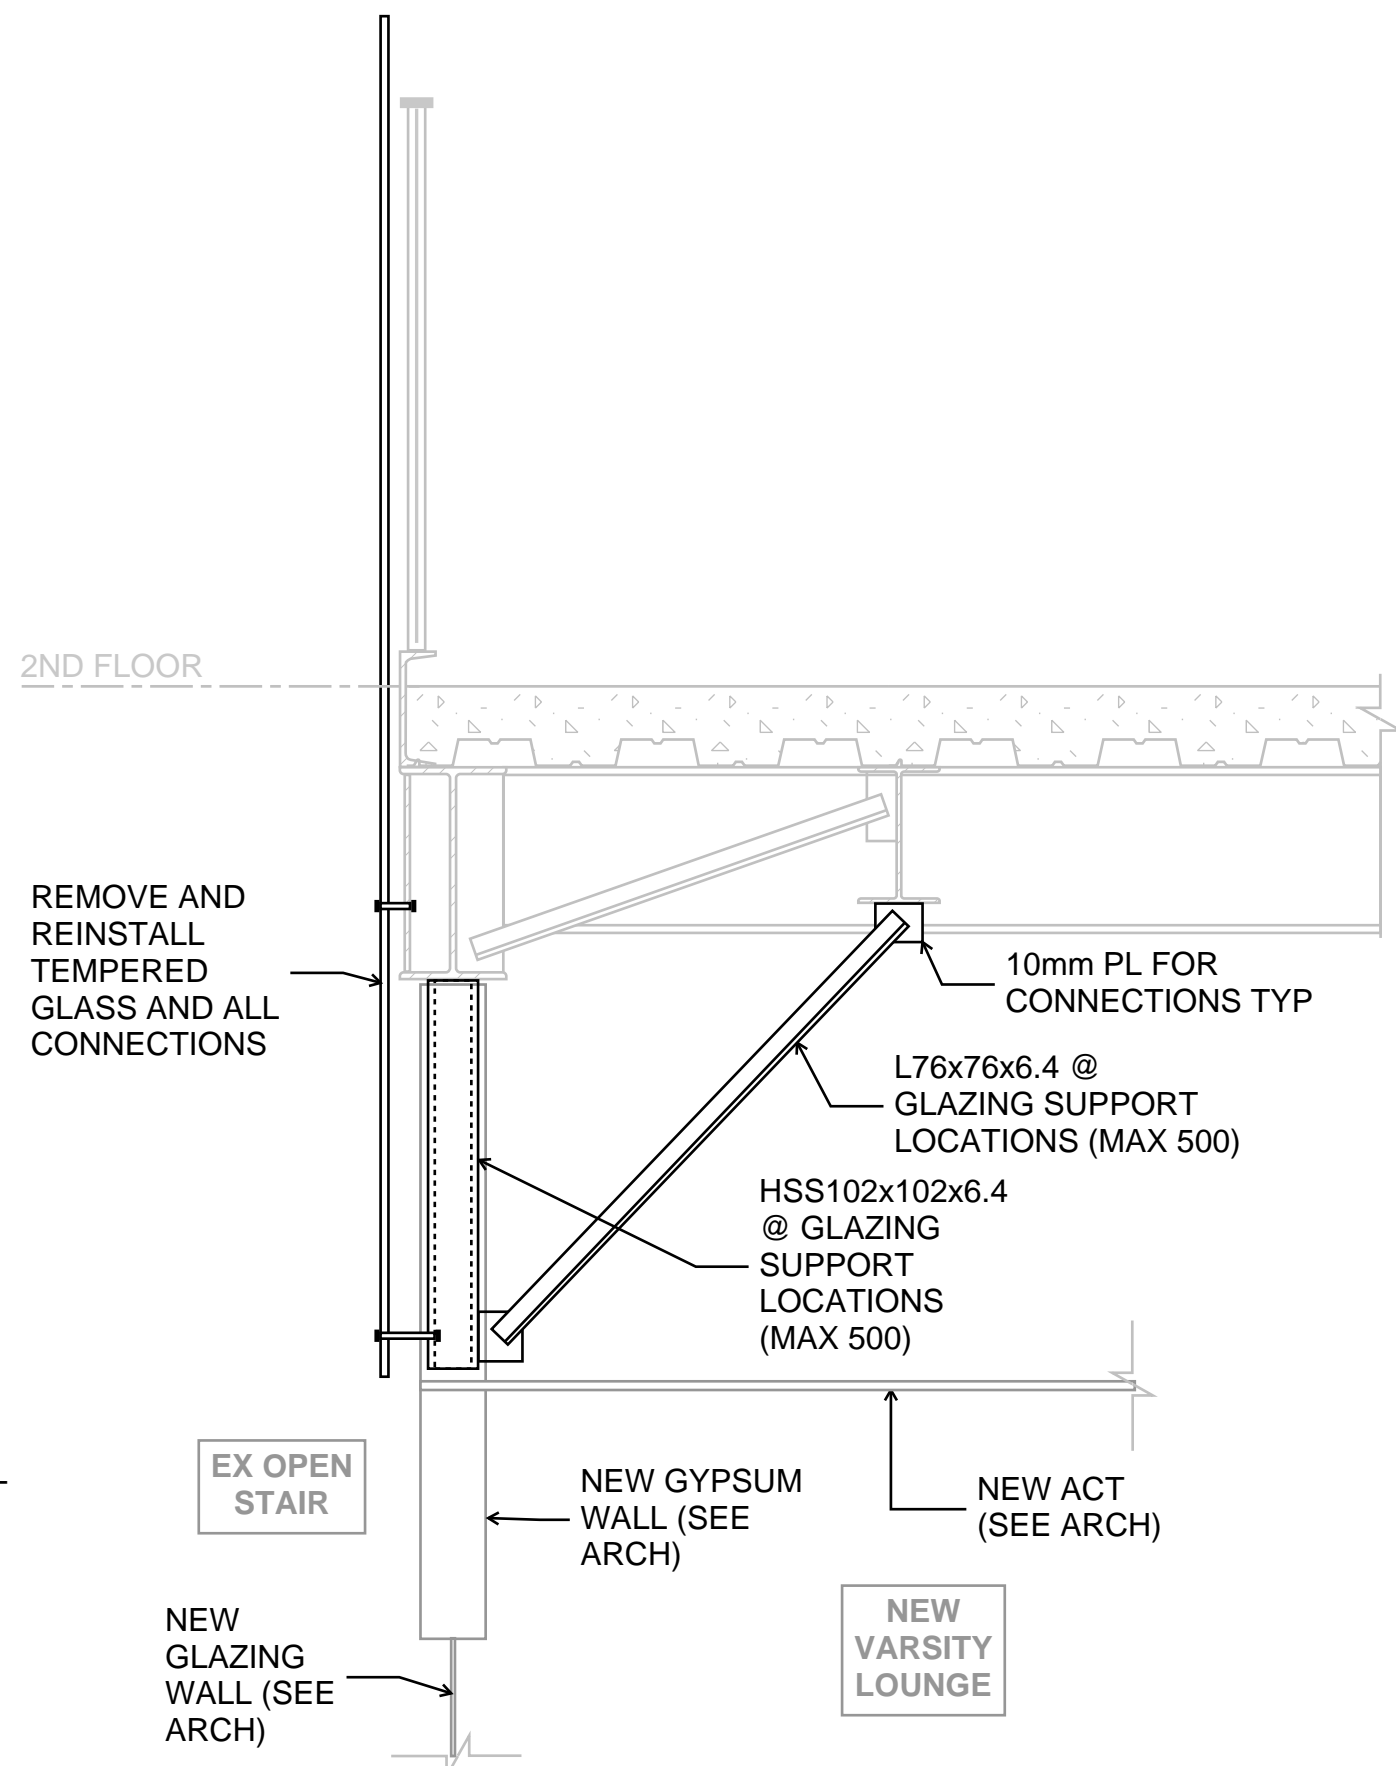 2ND FLOOR
REMOVE AND
REINSTALL
TEMPERED
GLASS AND ALL
CONNECTIONS
10mm PL FOR
CONNECTIONS TYP
L76x76x6.4 @
GLAZING SUPPORT
LOCATIONS (MAX 500)
HSS102x102x6.4
@ GLAZING
SUPPORT
LOCATIONS
(MAX 500)
EX OPEN
STAIR
NEW GYPSUM
WALL (SEE
ARCH)
NEW ACT
(SEE ARCH)
NEW
GLAZING
WALL (SEE
ARCH)
NEW
VARSITY
LOUNGE